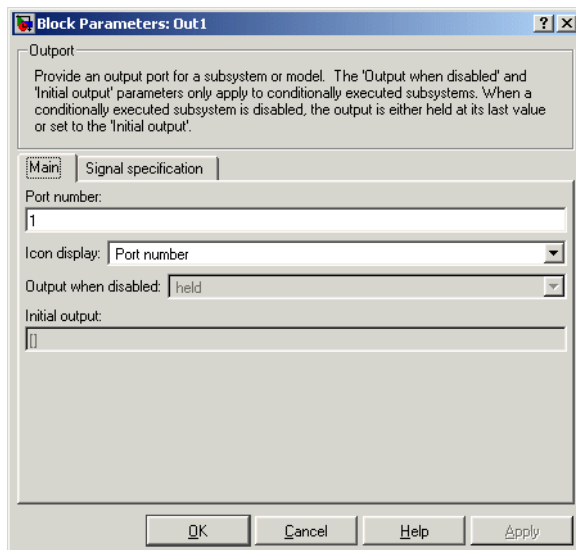 Block Parameters: Out1
Outport
Provide an output port for a subsystem or model. The 'Output when disabled' and
'Initial output' parameters only apply to conditionally executed subsystems. When a
conditionally executed subsystem is disabled, the output is either held at its last value
or set to the 'Initial output'.
Main Signal specification
Port number:
1
Icon display: Port number
Output when disabled: held
Initial output:
[]
OK Cancel Help Apply